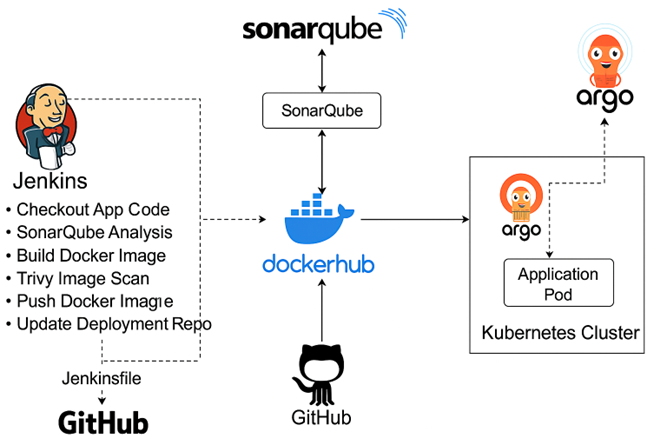 sonarqube
SonarQube
argo
Jenkins
• Checkout App Code
• SonarQube Analysis
• Build Docker Image
• Trivy Image Scan
• Push Docker Image
• Update Deployment Repo
Jenkinsfile
GitHub
dockerhub
GitHub
argo
Application
Pod
Kubernetes Cluster